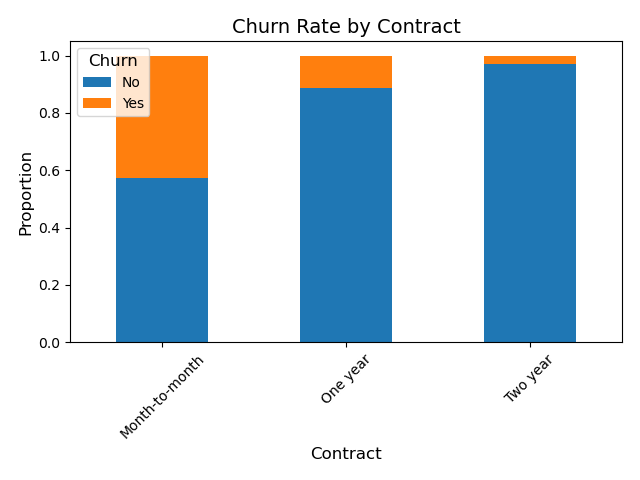 Churn Rate by Contract
Churn
No
Yes
Proportion
1.0
0.8
0.6
0.4
0.2
0.0
Month-to-month
One year
Two year
Contract